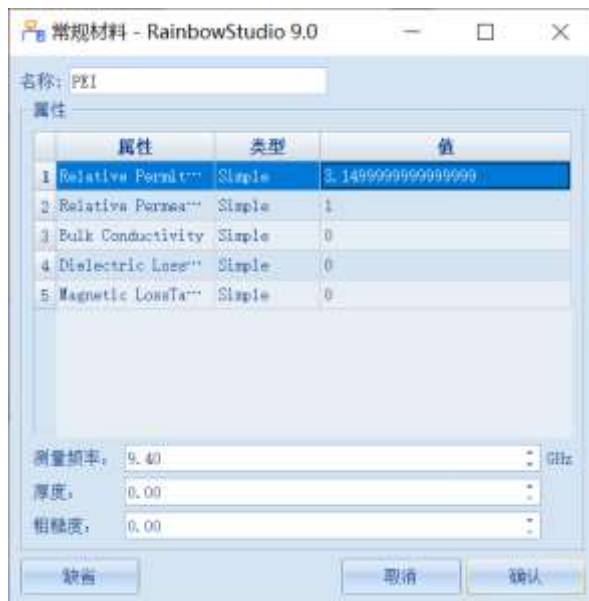 常规材料 - RainbowStudio 9.0
名称: PEI
属性
属性 类型 值
1 Relative Permit··· Simple 3.1499999999999999
2 Relative Permea··· Simple 1
3 Bulk Conductivity Simple 0
4 Dielectric Loss··· Simple 0
5 Magnetic LossTa··· Simple 0
测量频率: 9.40 GHz
厚度: 0.00
粗糙度: 0.00
缺省 取消 确认